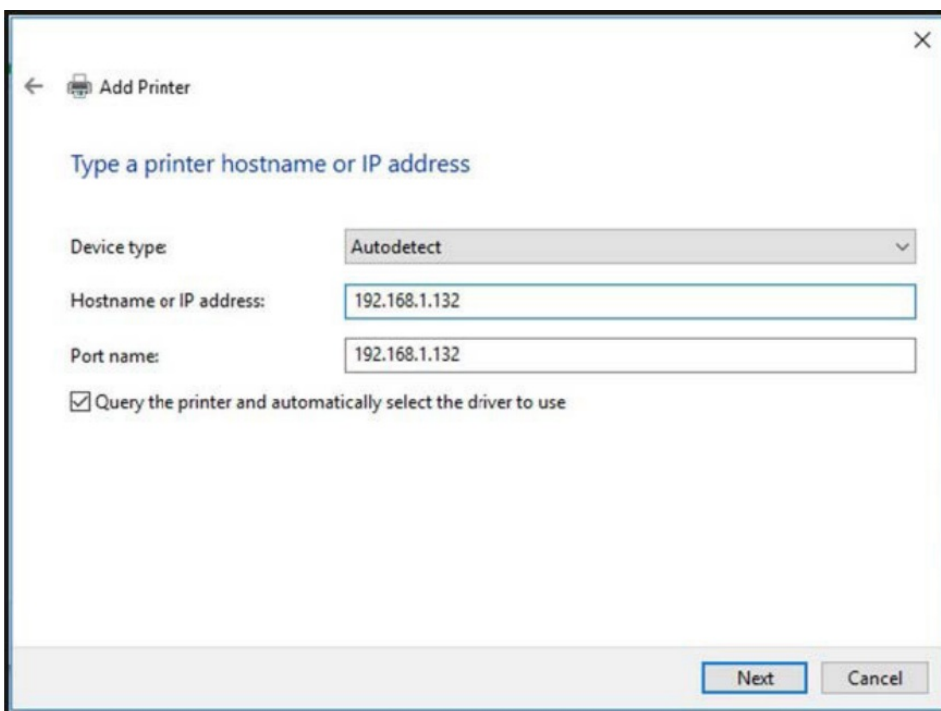 Add Printer
Type a printer hostname or IP address
Device type:
Autodetect
Hostname or IP address:
192.168.1.132
Port name:
192.168.1.132
Query the printer and automatically select the driver to use
Next
Cancel